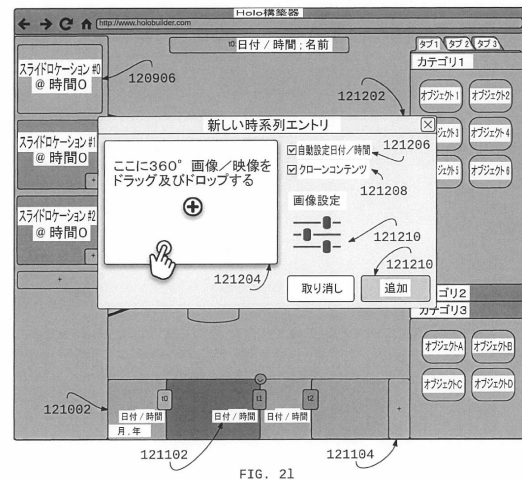 Holo構築器
http://www.holobuilder.com
t0:日付 / 時間;名前
タブ1 タブ2 タブ3
カテゴリ1
スライドロケーション #0
@ 時間0
120906
121202
オブジェクト1 オブジェクト2
新しい時系列エントリ
スライドロケーション #1
@ 時間0
+
ここに360° 画像／映像を
ドラッグ及びドロップする
自動設定日付／時間
121206
クローンコンテンツ
121208
オブジェクト4
スライドロケーション #2
@ 時間0
+
画像設定
121210
オブジェクト6
121204
121210
取り消し
追加
+
ゴリ2
カテゴリ3
オブジェクトA オブジェクトB
オブジェクトC オブジェクトD
t0
日付 / 時間
月,年
日付 / 時間
日付 / 時間
+
121002
121102
121104
FIG. 21